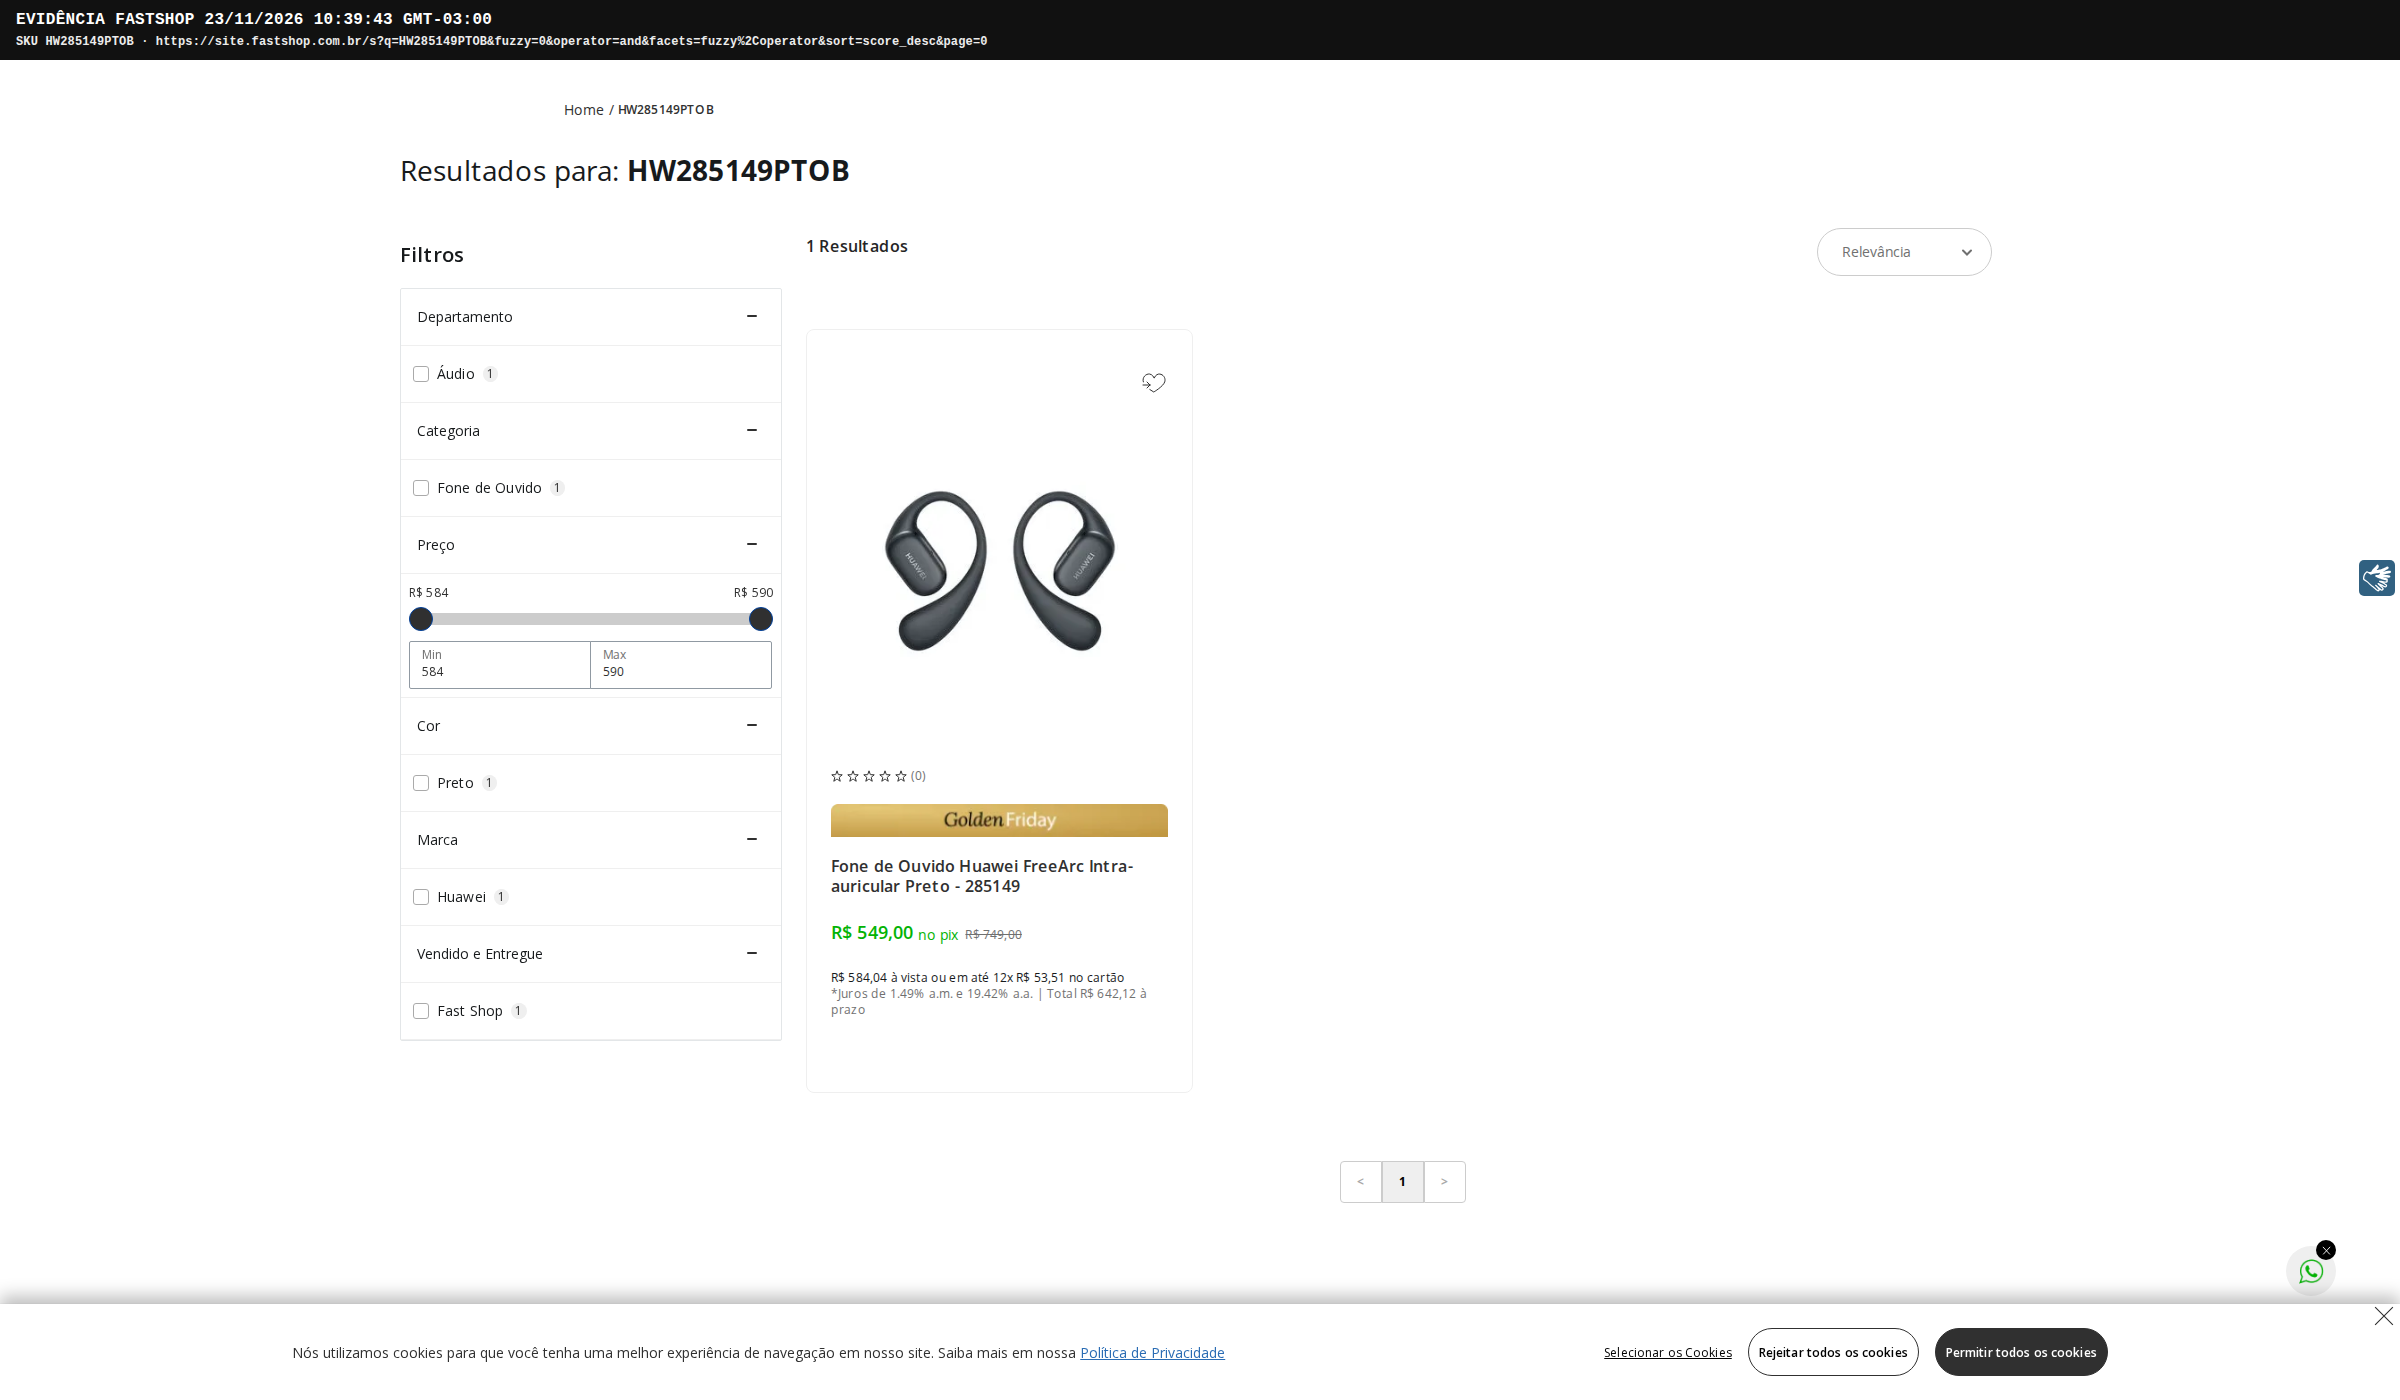 EVIDÊNCIA FASTSHOP 23/11/2026 10:39:43 GMT-03:00
SKU HW285149PTOB · https://site.fastshop.com.br/s?q=HW285149PTOB&fuzzy=0&operator=and&facets=fuzzy%2Coperator&sort=score_desc&page=0
Home / HW285149PTOB
Resultados para: HW285149PTOB
Filtros
1 Resultados
Relevância
Departamento
Áudio 1
Categoria
Fone de Ouvido 1
Preço
R$ 584 R$ 590
Min Max
584 590
Cor
Preto 1
Marca
Huawei 1
Vendido e Entregue
Fast Shop 1
HUAWEI HUAWEI
(0)
Golden Friday
Fone de Ouvido Huawei FreeArc Intra-
auricular Preto - 285149
R$ 549,00 no pix R$ 749,00
R$ 584,04 à vista ou em até 12x R$ 53,51 no cartão
*Juros de 1.49% a.m. e 19.42% a.a. | Total R$ 642,12 à
prazo
< 1 >
Nós utilizamos cookies para que você tenha uma melhor experiência de navegação em nosso site. Saiba mais em nossa Política de Privacidade
Selecionar os Cookies
Rejeitar todos os cookies
Permitir todos os cookies